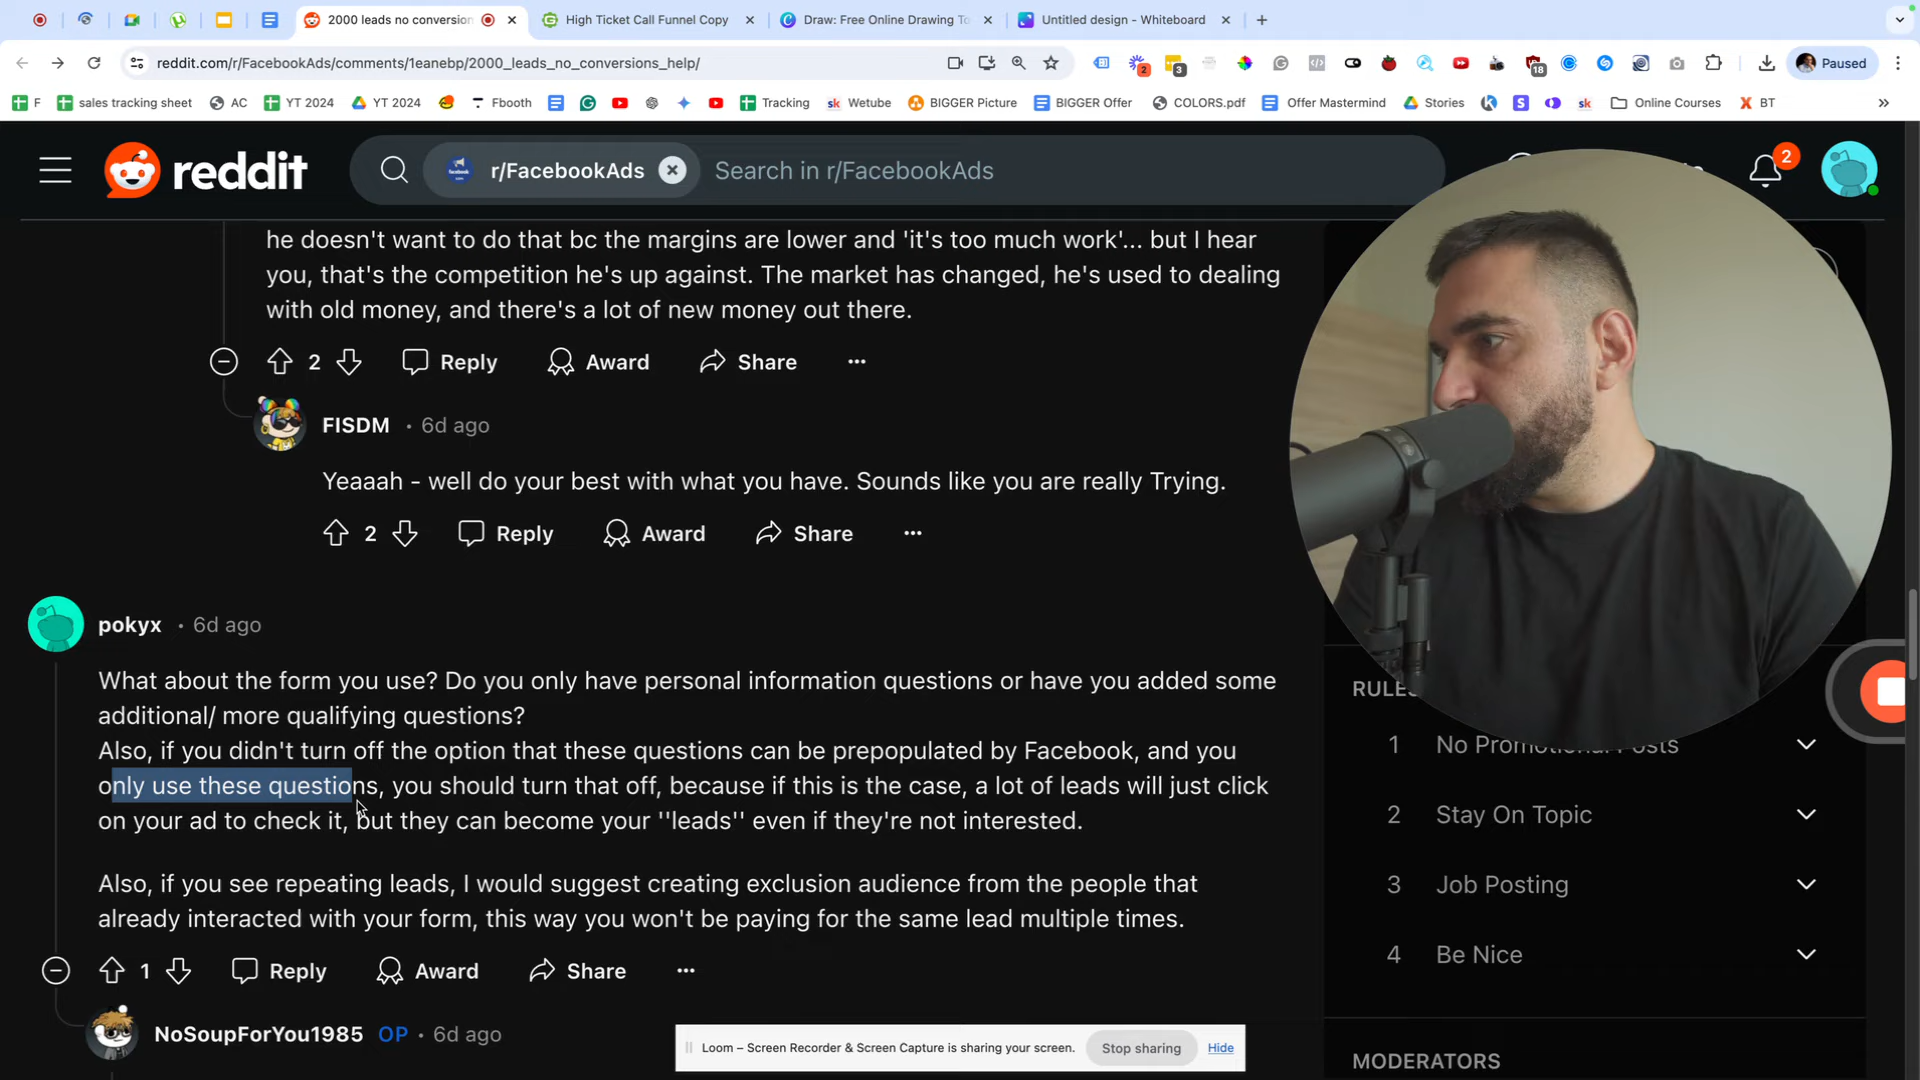 2000 leads no conversion
High Ticket Call Funnel Copy
Draw: Free Online Drawing To
Untitled design - Whiteboard
reddit.com/r/FacebookAds/comments/1eanebp/2000_leads_no_conversions_help/
2
3
18
Paused
F
sales tracking sheet
AC
YT 2024
YT 2024
Fbooth
Tracking
sk Wetube
BIGGER Picture
BIGGER Offer
COLORS.pdf
Offer Mastermind
Stories
sk
Online Courses
X BT
reddit
r/FacebookAds
Search in r/FacebookAds
2
he doesn't want to do that bc the margins are lower and 'it's too much work'... but I hear
you, that's the competition he's up against. The market has changed, he's used to dealing
with old money, and there's a lot of new money out there.
2 Reply Award Share
FISDM • 6d ago
Yeaaah - well do your best with what you have. Sounds like you are really Trying.
2 Reply Award Share
pokyx • 6d ago
What about the form you use? Do you only have personal information questions or have you added some
additional/ more qualifying questions?
Also, if you didn't turn off the option that these questions can be prepopulated by Facebook, and you
only use these questions, you should turn that off, because if this is the case, a lot of leads will just click
on your ad to check it, but they can become your ''leads'' even if they're not interested.
Also, if you see repeating leads, I would suggest creating exclusion audience from the people that
already interacted with your form, this way you won't be paying for the same lead multiple times.
1 Reply Award Share
NoSoupForYou1985 OP • 6d ago
RULES
1 No Promotional Posts
2 Stay On Topic
3 Job Posting
4 Be Nice
MODERATORS
Loom – Screen Recorder & Screen Capture is sharing your screen.
Stop sharing
Hide